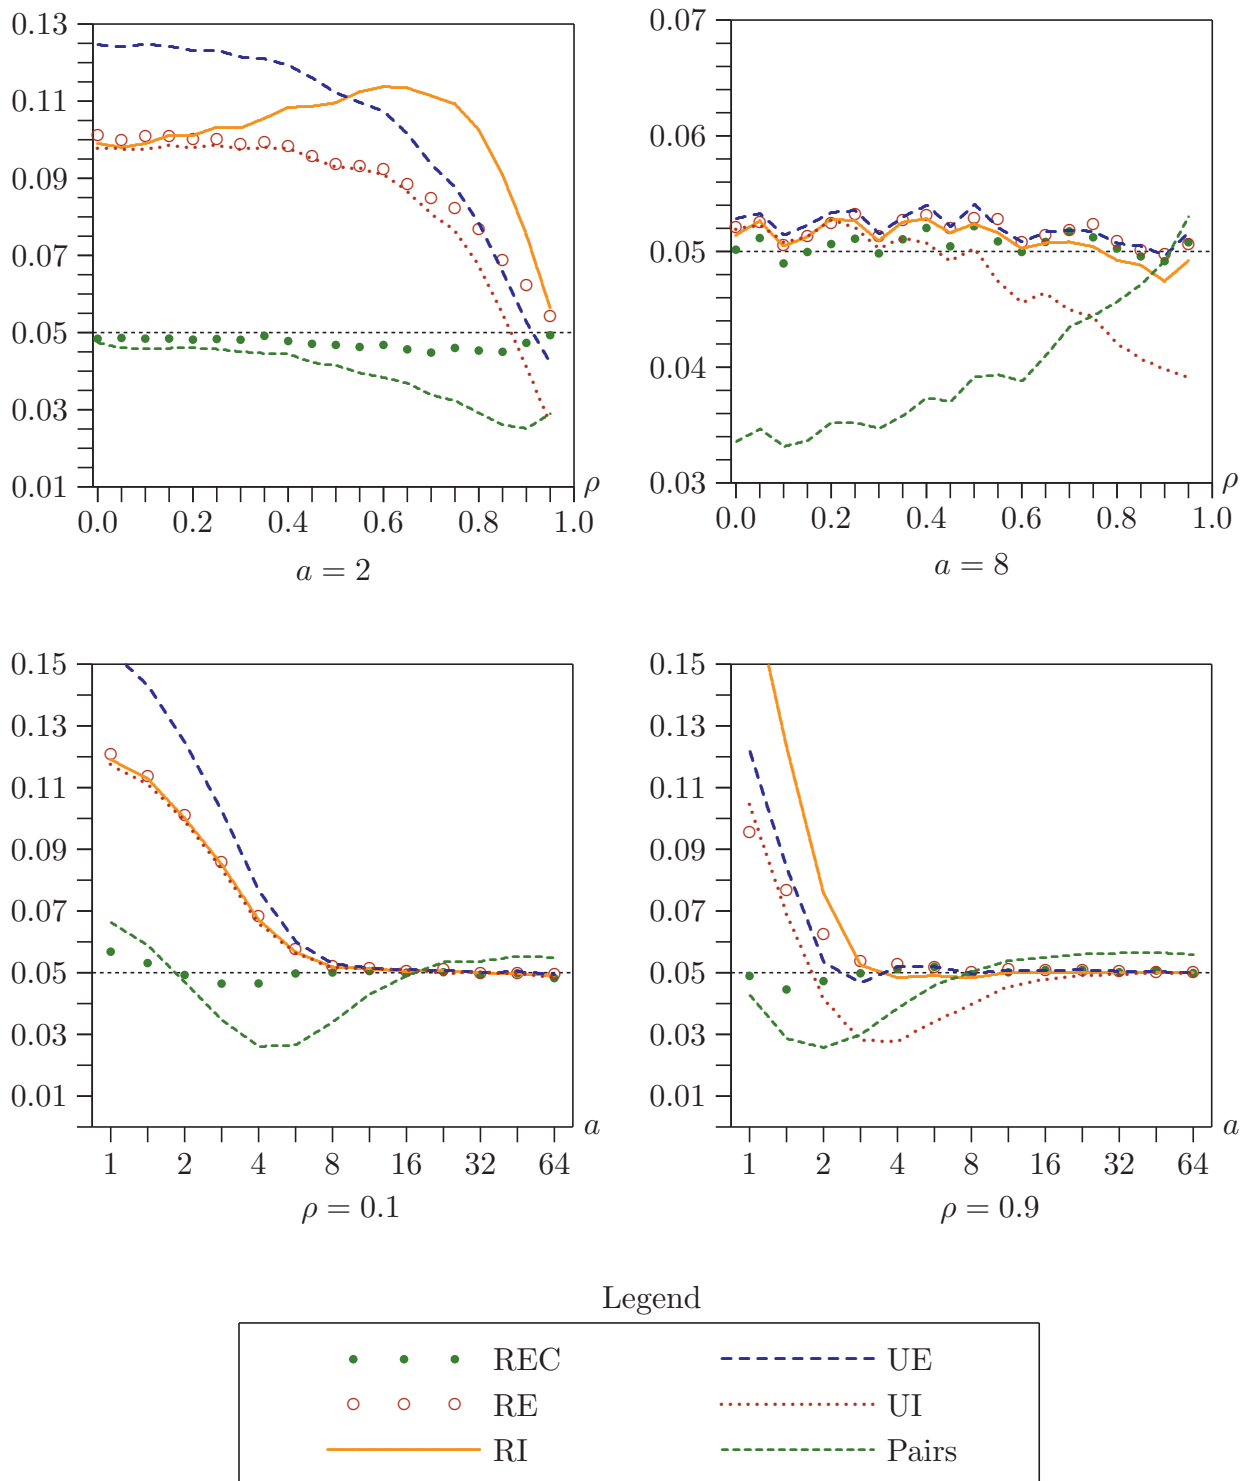 0.13
0.11
0.09
0.07
0.05
0.03
0.01
0.0 0.2 0.4 0.6 0.8 1.0
ρ
a = 2
0.07
0.06
0.05
0.04
0.03
0.0 0.2 0.4 0.6 0.8 1.0
ρ
a = 8
0.15
0.13
0.11
0.09
0.07
0.05
0.03
0.01
1 2 4 8 16 32 64
a
ρ = 0.1
0.15
0.13
0.11
0.09
0.07
0.05
0.03
0.01
1 2 4 8 16 32 64
a
ρ = 0.9
Legend
REC
RE
RI
UE
UI
Pairs